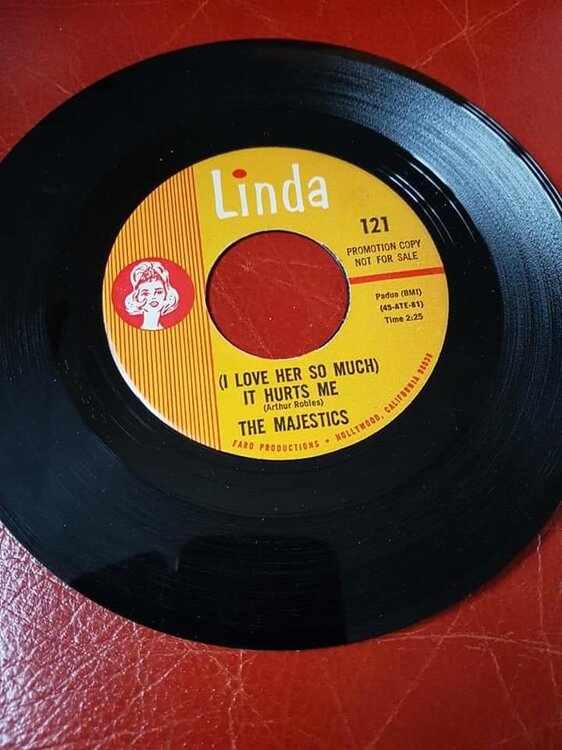 Linda
121
PROMOTION COPY
NOT FOR SALE
Padua (BMI)
(45-ATE-81)
Time 2:25
(I LOVE HER SO MUCH)
IT HURTS ME
(Arthur Robles)
THE MAJESTICS
FARO PRODUCTIONS • HOLLYWOOD, CALIFORNIA 90038